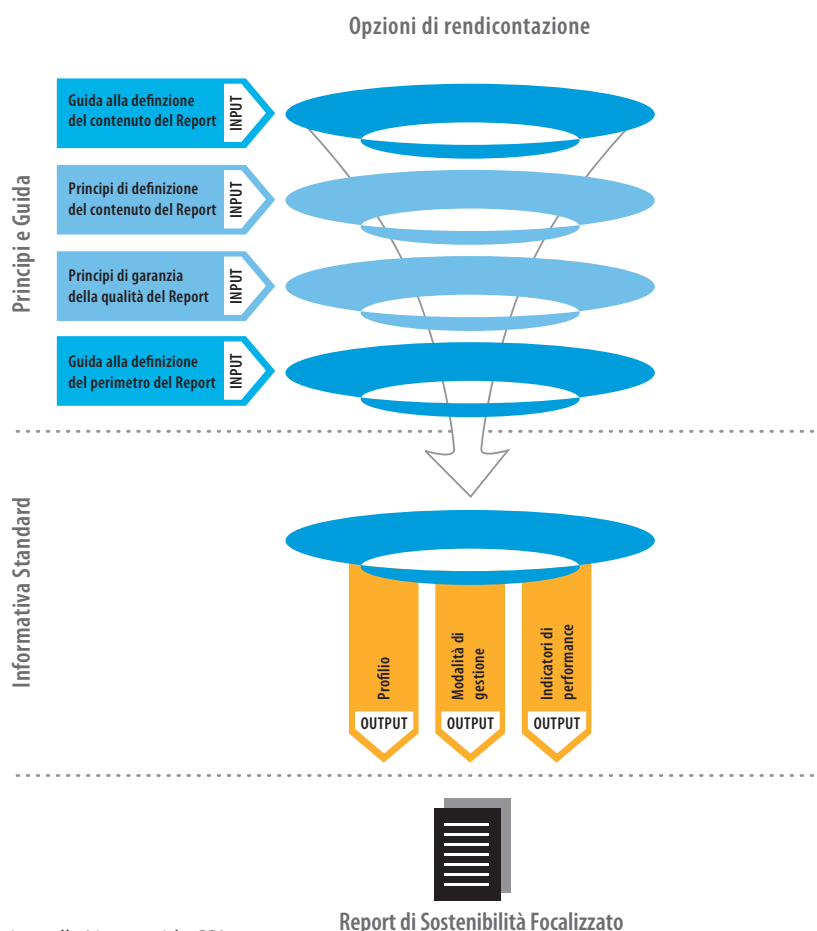 Opzioni di rendicontazione
Principi e Guida
Guida alla definzione
del contenuto del Report
INPUT
Principi di definizione
del contenuto del Report
INPUT
Principi di garanzia
della qualità del Report
INPUT
Guida alla definizione
del perimetro del Report
INPUT
Informativa Standard
Profilio
OUTPUT
Modalità di
gestione
OUTPUT
Indicatori di
performance
OUTPUT
Report di Sostenibilità Focalizzato